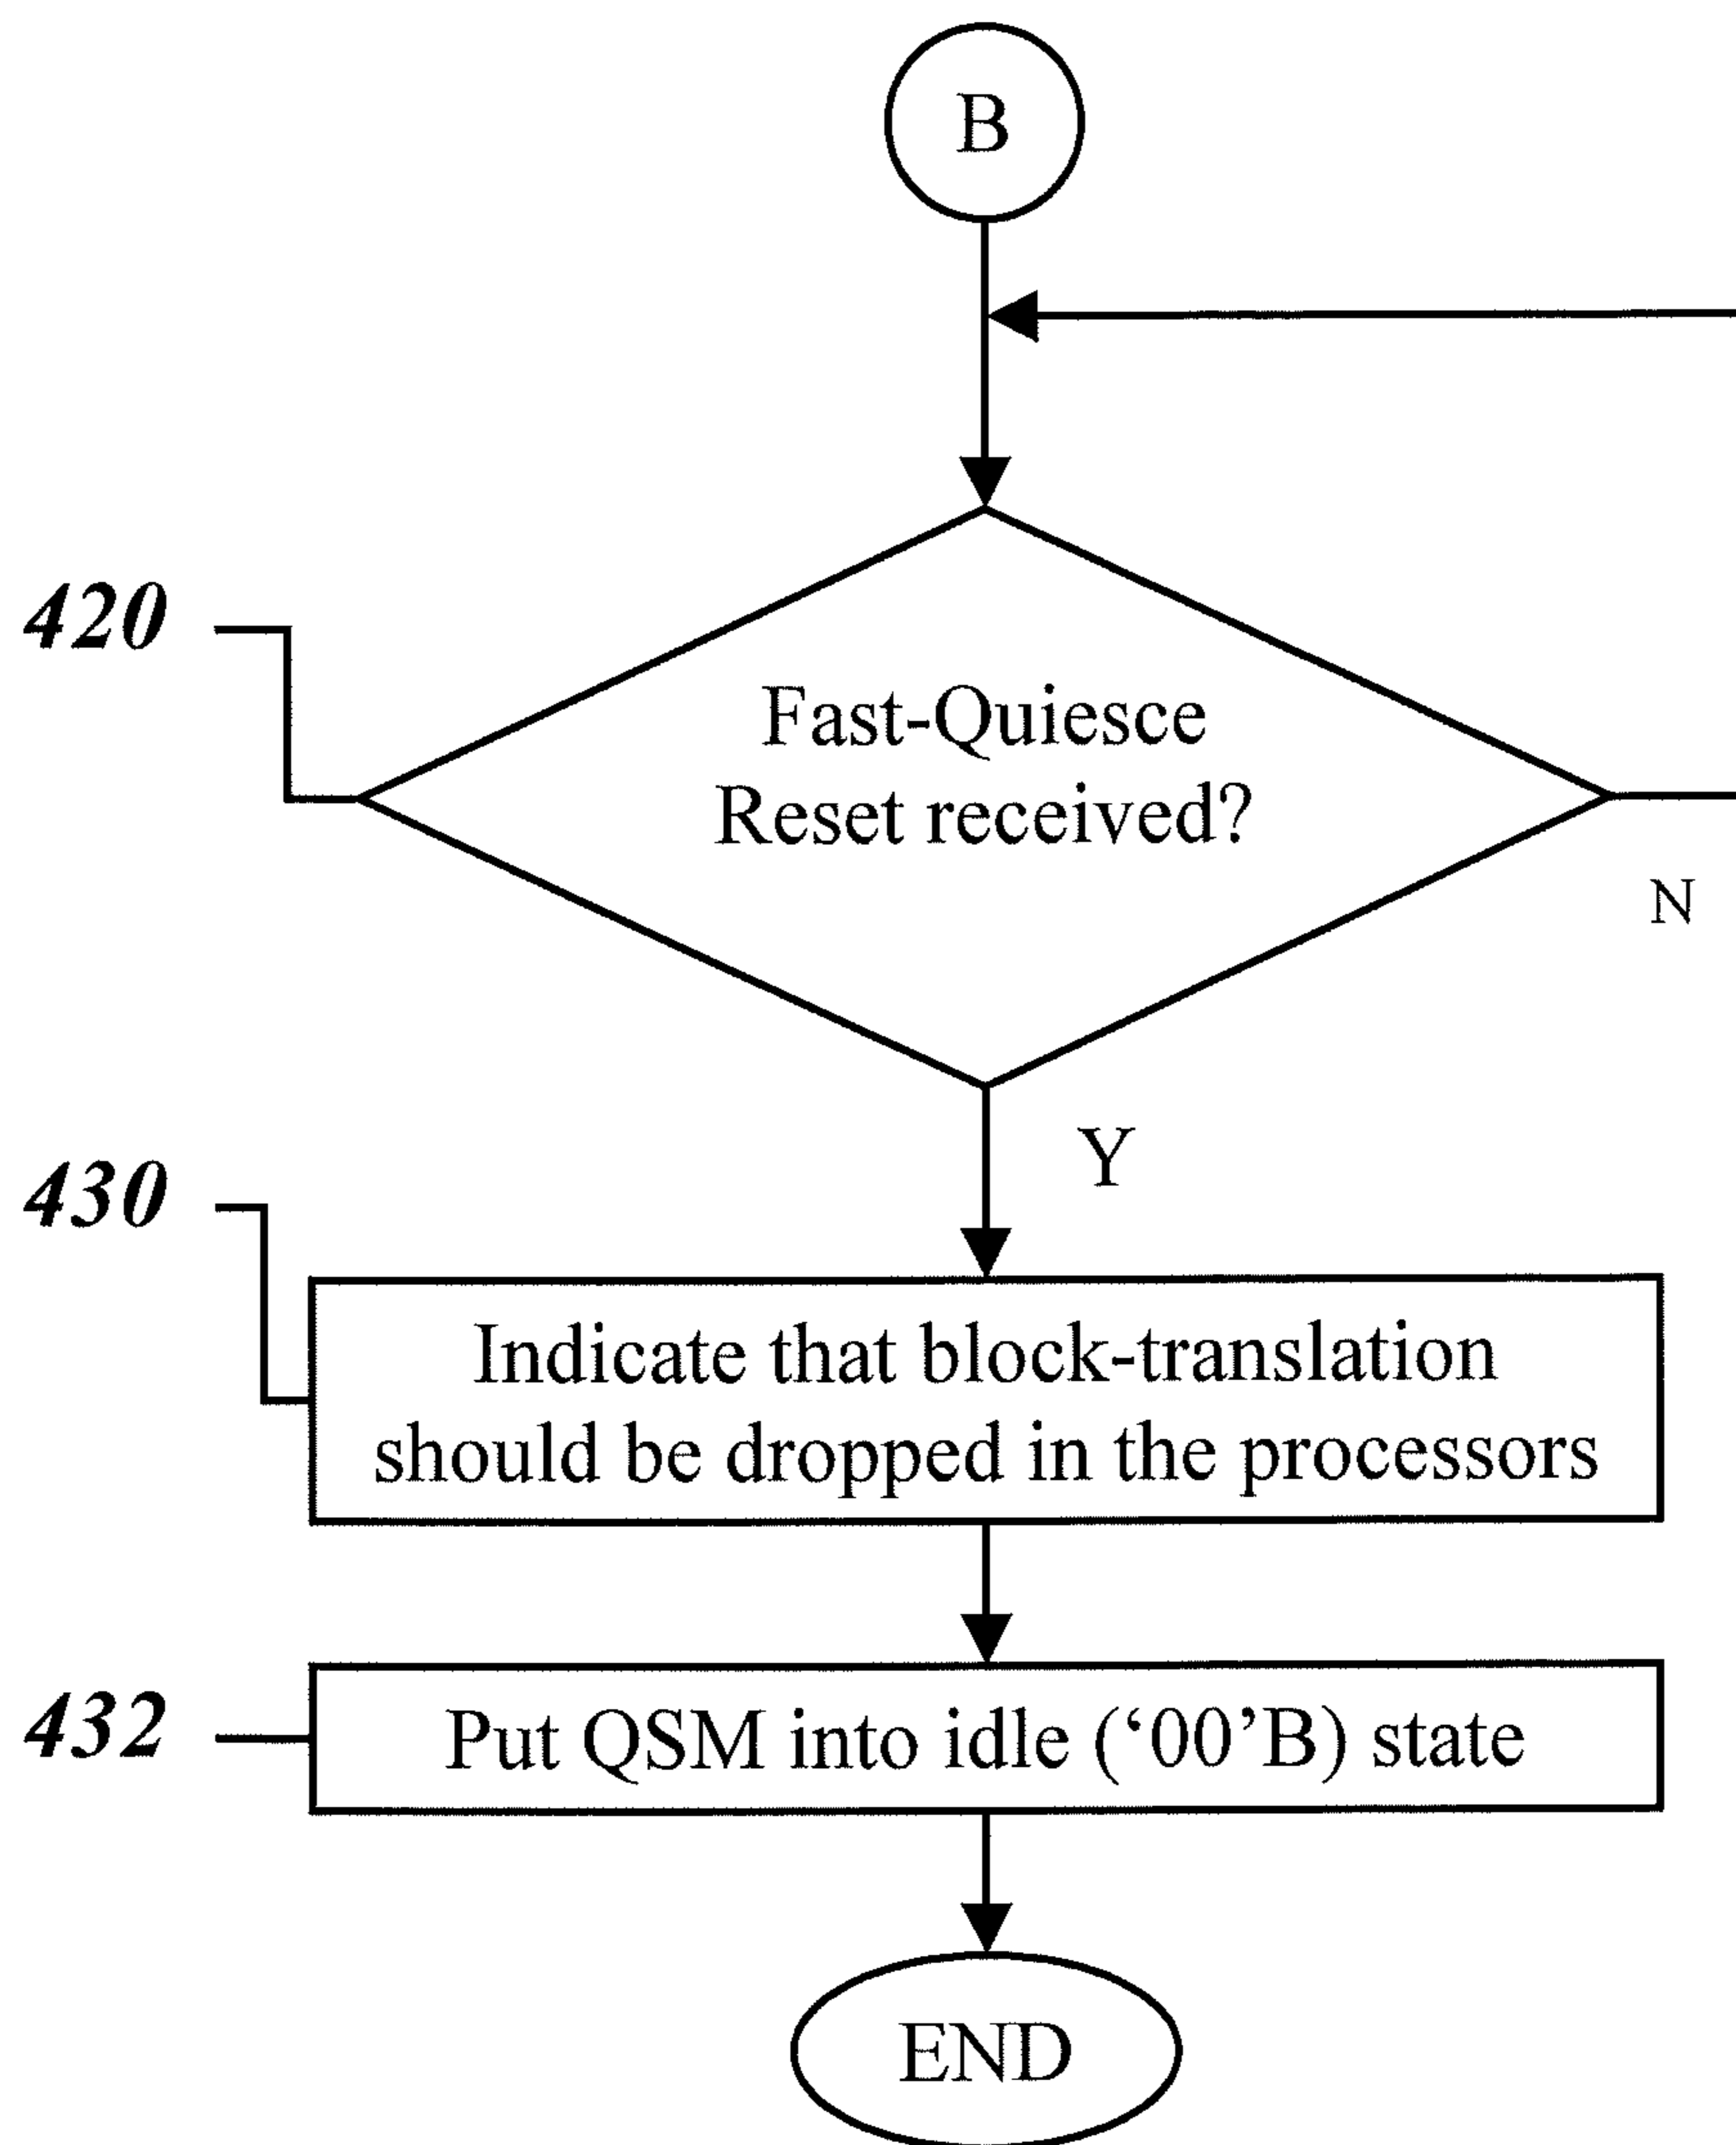 B
420
Fast-Quiesce
Reset received?
N
Y
430
Indicate that block-translation
should be dropped in the processors
432
Put QSM into idle (‘00’B) state
END